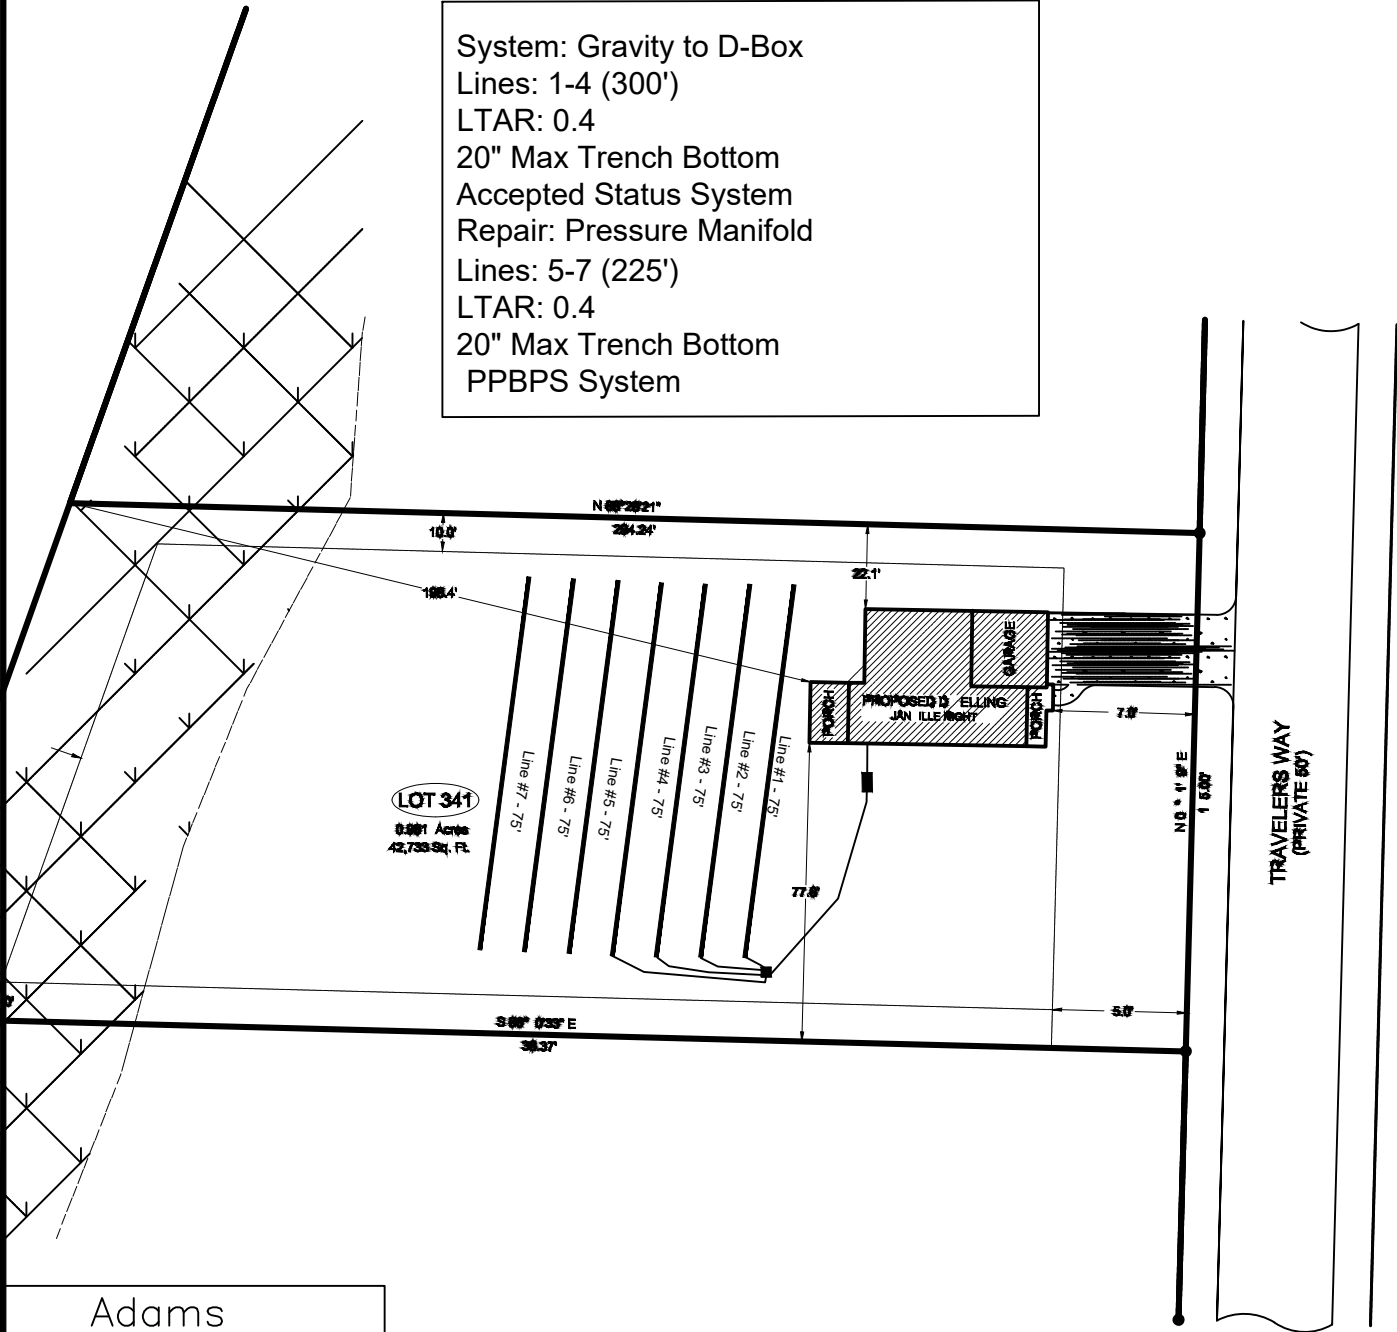 System: Gravity to D-Box
Lines: 1-4 (300')
LTAR: 0.4
20" Max Trench Bottom
Accepted Status System
Repair: Pressure Manifold
Lines: 5-7 (225')
LTAR: 0.4
20" Max Trench Bottom
PPBPS System
10.0'
22.1'
GARAGE
PORCH
PROPOSED
ELLING
PORCH
Line #7 - 75'
Line #6 - 75'
Line #5 - 75'
Line #4 - 75'
Line #3 - 75'
Line #2 - 75'
Line #1 - 75'
LOT 341
Acres
42,733 Sq. Ft.
TRAVELERS WAY
(PRIVATE 50')
5.0'
Adams